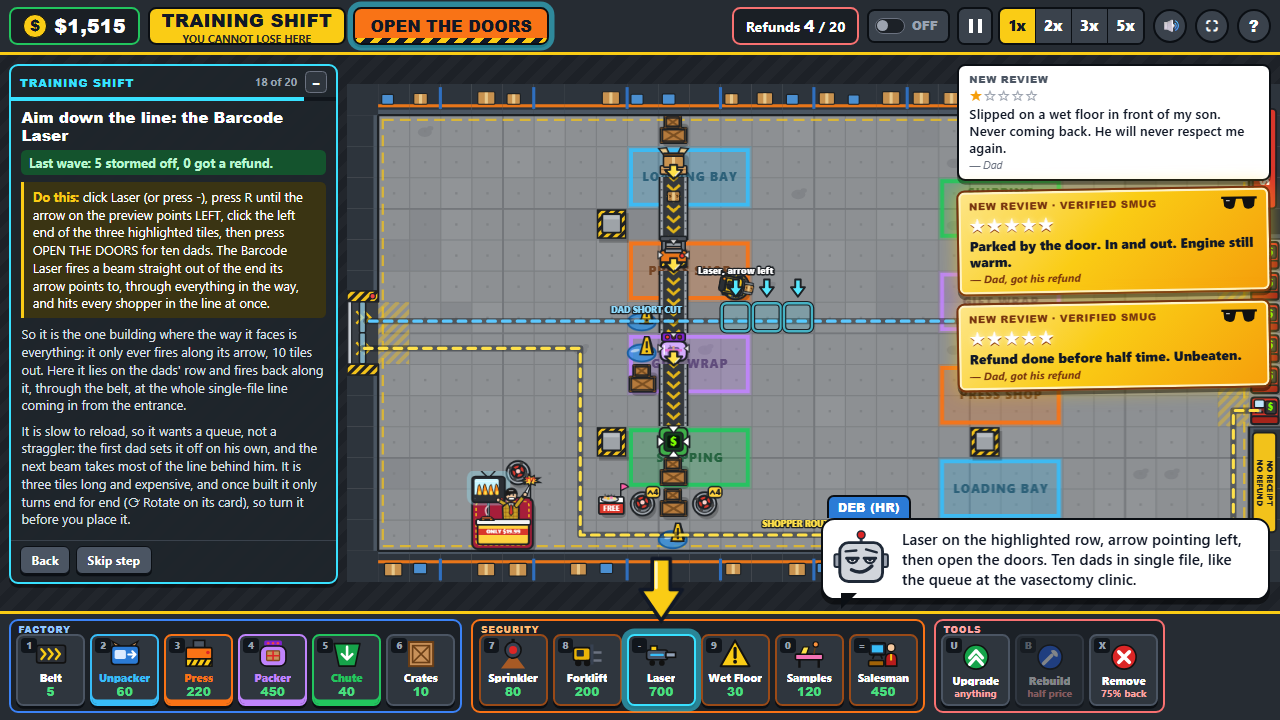 $ $1,515
TRAINING SHIFT
YOU CANNOT LOSE HERE
OPEN THE DOORS
Refunds 4 / 20
OFF
1x
2x
3x
5x
?
TRAINING SHIFT
18 of 20
–
Aim down the line: the Barcode
Laser
Last wave: 5 stormed off, 0 got a refund.
Do this: click Laser (or press -), press R until the
arrow on the preview points LEFT, click the left
end of the three highlighted tiles, then press
OPEN THE DOORS for ten dads. The Barcode
Laser fires a beam straight out of the end its
arrow points to, through everything in the way,
and hits every shopper in the line at once.
So it is the one building where the way it faces is
everything: it only ever fires along its arrow, 10 tiles
out. Here it lies on the dads' row and fires back along
it, through the belt, at the whole single-file line
coming in from the entrance.
It is slow to reload, so it wants a queue, not a
straggler: the first dad sets it off on his own, and the
next beam takes most of the line behind him. It is
three tiles long and expensive, and once built it only
turns end for end (⟳ Rotate on its card), so turn it
before you place it.
Back
Skip step
Laser, arrow left
DAD SHORT CUT
$
FREE
ONLY $19.99
NEW REVIEW
★☆☆☆☆
Slipped on a wet floor in front of my son.
Never coming back. He will never respect me
again.
— Dad
NEW REVIEW · VERIFIED SMUG
★★★★★
Parked by the door. In and out. Engine still
warm.
— Dad, got his refund
NEW REVIEW · VERIFIED SMUG
★★★★★
Refund done before half time. Unbeaten.
— Dad, got his refund
LOADING BAY
NO RECEIPT
NO REFUND
DEB (HR)
Laser on the highlighted row, arrow pointing left,
then open the doors. Ten dads in single file, like
the queue at the vasectomy clinic.
FACTORY
1
Belt
5
2
Unpacker
60
3
Press
220
4
Packer
450
5
Chute
40
6
Crates
10
SECURITY
7
Sprinkler
80
8
Forklift
200
-
Laser
700
9
Wet Floor
30
0
Samples
120
=
Salesman
450
TOOLS
U
Upgrade
anything
B
Rebuild
half price
X
Remove
75% back